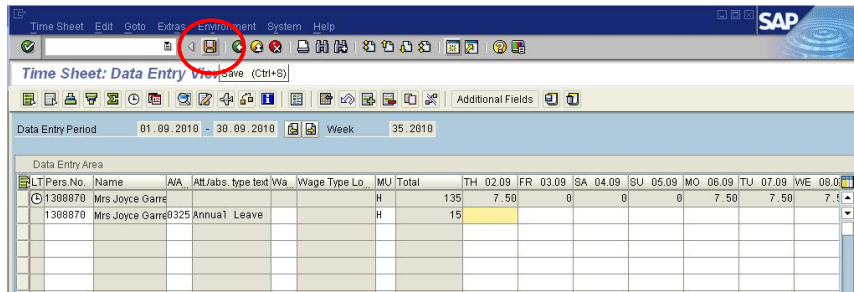 Time Sheet Edit Goto Extras Environment System Help
SAP
Time Sheet: Data Entry View
Save (Ctrl+S)
Additional Fields
Data Entry Period 01.09.2010 - 30.09.2010 Week 35.2010
Data Entry Area
LT Pers.No. Name A/A Att./abs. type text Wa Wage Type Lo... MU Total TH 02.09 FR 03.09 SA 04.09 SU 05.09 MO 06.09 TU 07.09 WE 08.0
1308870 Mrs Joyce Garre H 135 7.50 0 0 0 7.50 7.50 7.5
1308870 Mrs Joyce Garre 0325 Annual Leave H 15